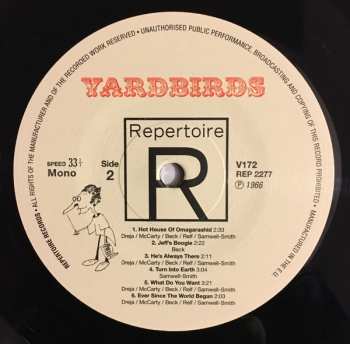 REPERTOIRE RECORDS • ALL RIGHTS OF THE MANUFACTURER AND OF THE RECORDED WORK RESERVED • UNAUTHORISED PUBLIC PERFORMANCE, BROADCASTING AND COPYING OF THIS RECORD PROHIBITED • MANUFACTURED IN THE E.U.
YARDBIRDS
Repertoire
R
SPEED 33⅓
Mono
Side
2
V172
REP 2277
Ⓟ 1966
1. Hot House Of Omagarashid 2:33
Dreja / McCarty / Beck / Relf / Samwell-Smith
2. Jeff's Boogie 2:22
Beck
3. He's Always There 2:11
Dreja / McCarty / Beck / Relf / Samwell-Smith
4. Turn Into Earth 3:04
Samwell-Smith
5. What Do You Want 3:21
Dreja / McCarty / Beck / Relf / Samwell-Smith
6. Ever Since The World Began 2:03
Dreja / McCarty / Beck / Relf / Samwell-Smith